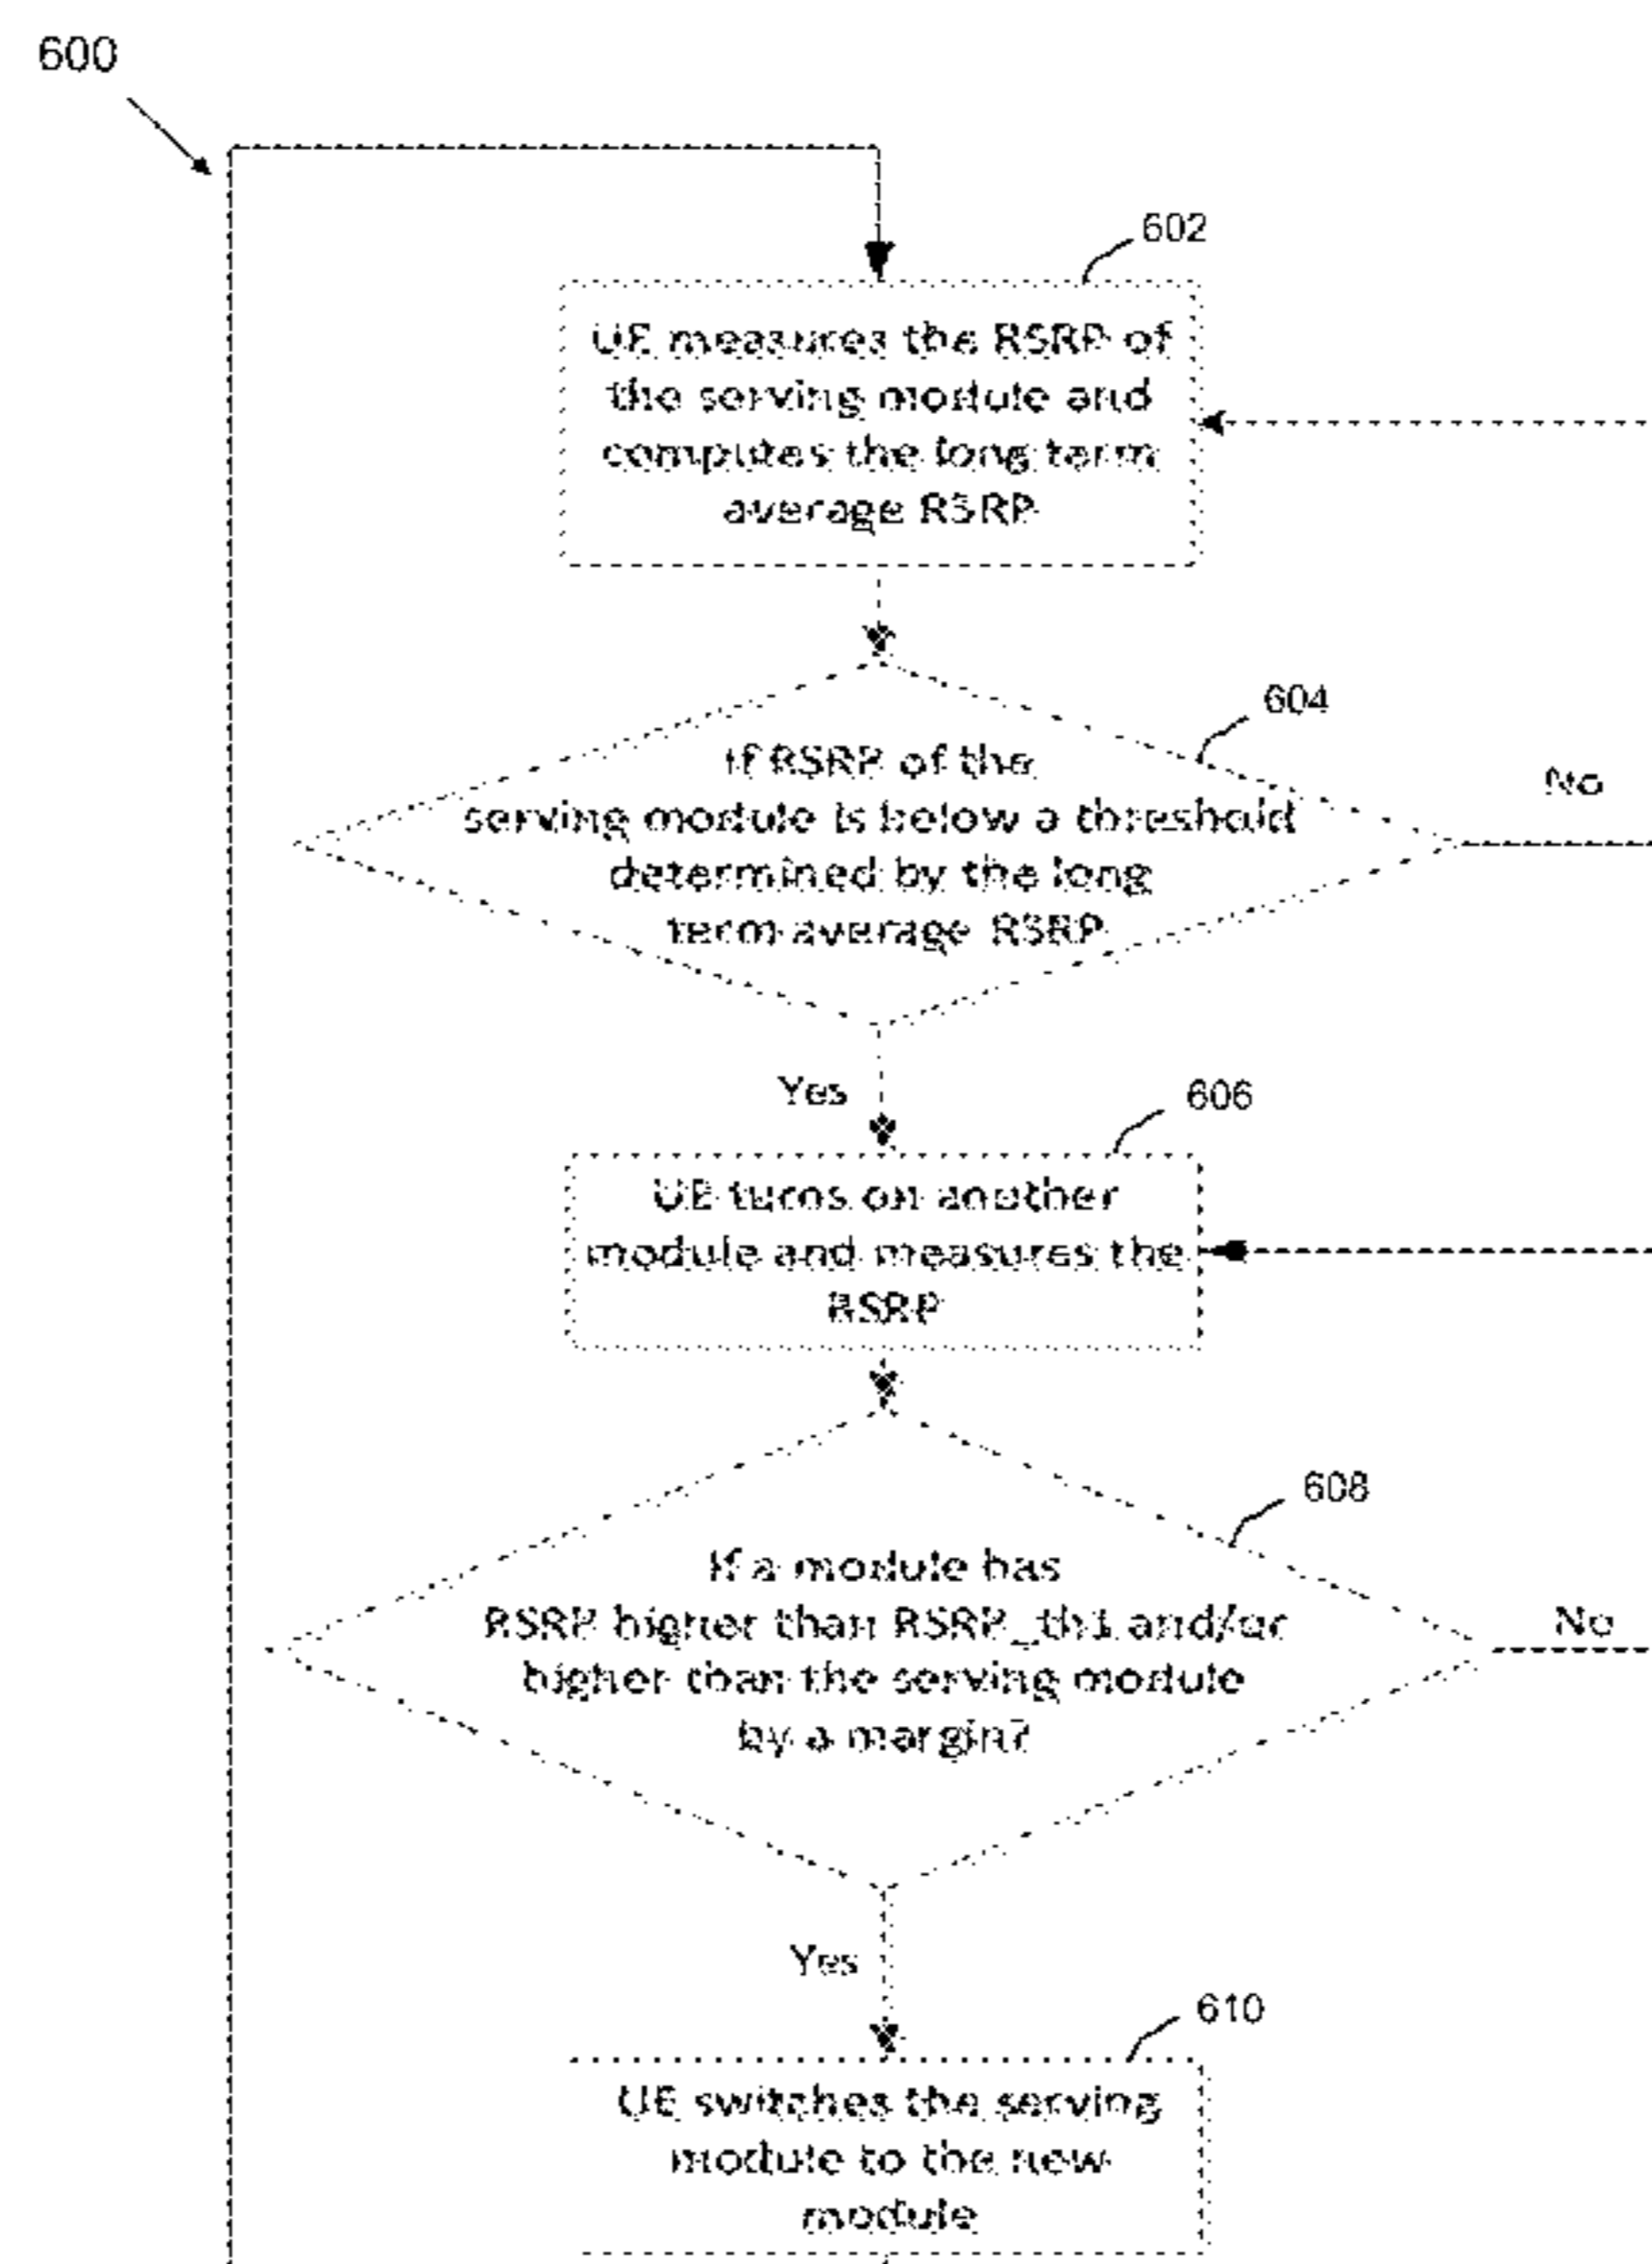 600
602
UE measures the RSRP of
the serving module and
computes the long term
average RSRP
604
If RSRP of the
serving module is below a threshold
determined by the long
term average RSRP
No
Yes
606
UE turns on another
module and measures the
RSRP
608
If a module has
RSRP higher than RSRP_th1 and/or
higher than the serving module
by a margin?
No
Yes
610
UE switches the serving
module to the new
module